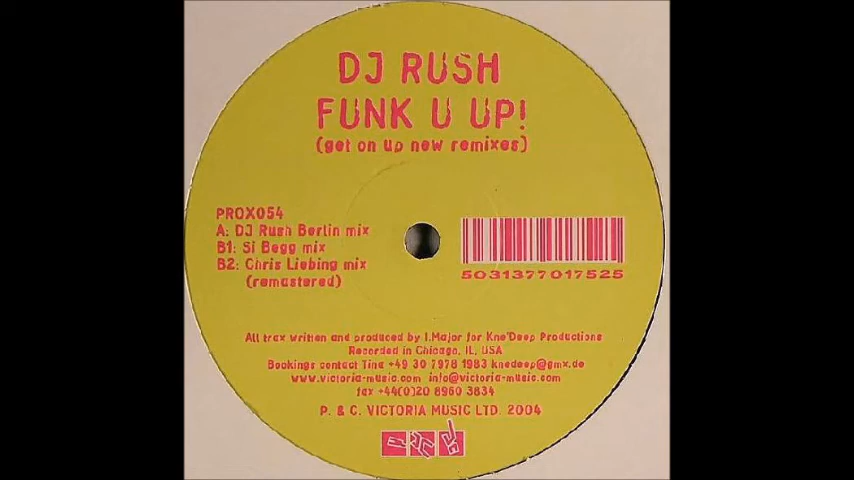 DJ RUSH
FUNK U UP!
(get on up new remixes)
PROX054
A: DJ Rush Berlin mix
B1: Si Begg mix
B2: Chris Liebing mix
(remastered)
5031377017525
All trax written and produced by I.Major for Kne'Deep Productions
Recorded in Chicago, IL, USA
Bookings contact Tina +49 30 7978 1983 knedeep@gmx.de
www.victoria-music.com info@victoria-music.com
fax +44(0)20 8960 3834
P. & C. VICTORIA MUSIC LTD. 2004